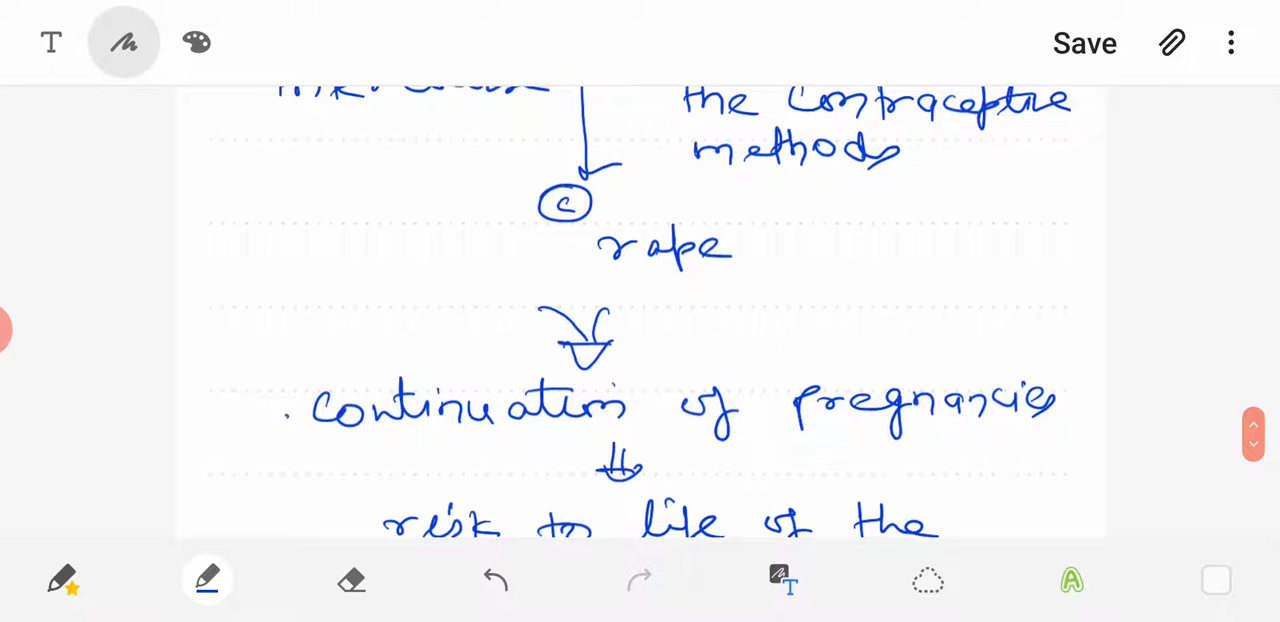 T Save
the Contraceptive
methods
c
rape
continuation of pregnancies
risk to life of the
T
A